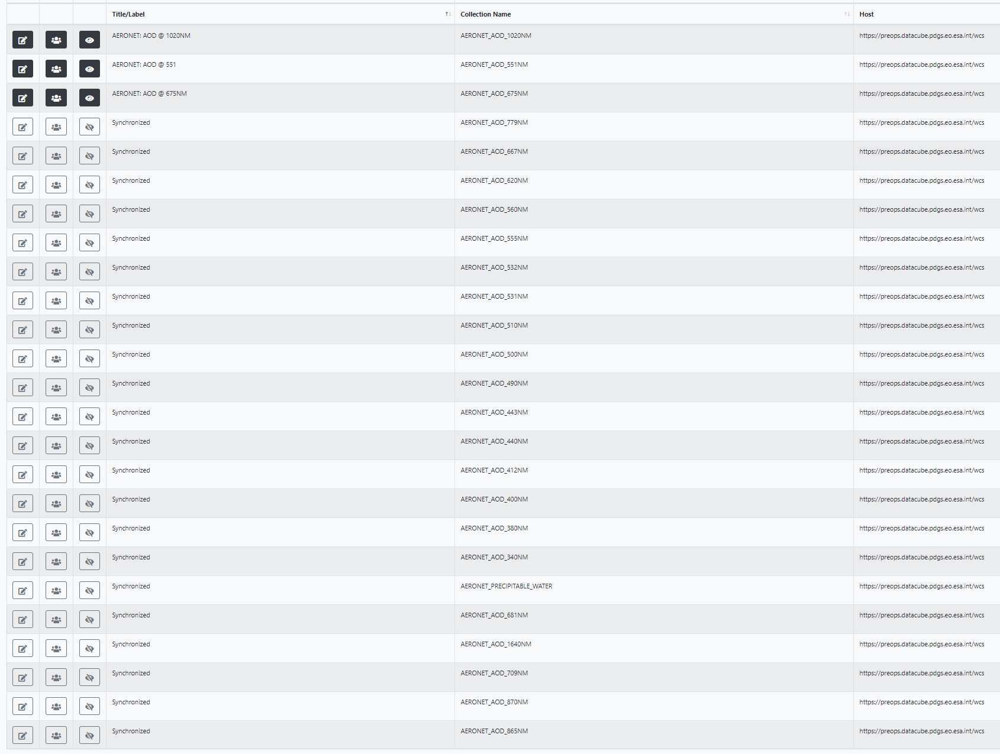 Title/Label Collection Name Host
AERONET: AOD @ 1020NM AERONET_AOD_1020NM https://preops.datacube.pdgs.eo.esa.int/wcs
AERONET: AOD @ 551 AERONET_AOD_551NM https://preops.datacube.pdgs.eo.esa.int/wcs
AERONET: AOD @ 675NM AERONET_AOD_675NM https://preops.datacube.pdgs.eo.esa.int/wcs
Synchronized AERONET_AOD_779NM https://preops.datacube.pdgs.eo.esa.int/wcs
Synchronized AERONET_AOD_667NM https://preops.datacube.pdgs.eo.esa.int/wcs
Synchronized AERONET_AOD_620NM https://preops.datacube.pdgs.eo.esa.int/wcs
Synchronized AERONET_AOD_560NM https://preops.datacube.pdgs.eo.esa.int/wcs
Synchronized AERONET_AOD_555NM https://preops.datacube.pdgs.eo.esa.int/wcs
Synchronized AERONET_AOD_532NM https://preops.datacube.pdgs.eo.esa.int/wcs
Synchronized AERONET_AOD_531NM https://preops.datacube.pdgs.eo.esa.int/wcs
Synchronized AERONET_AOD_510NM https://preops.datacube.pdgs.eo.esa.int/wcs
Synchronized AERONET_AOD_500NM https://preops.datacube.pdgs.eo.esa.int/wcs
Synchronized AERONET_AOD_490NM https://preops.datacube.pdgs.eo.esa.int/wcs
Synchronized AERONET_AOD_443NM https://preops.datacube.pdgs.eo.esa.int/wcs
Synchronized AERONET_AOD_440NM https://preops.datacube.pdgs.eo.esa.int/wcs
Synchronized AERONET_AOD_412NM https://preops.datacube.pdgs.eo.esa.int/wcs
Synchronized AERONET_AOD_400NM https://preops.datacube.pdgs.eo.esa.int/wcs
Synchronized AERONET_AOD_380NM https://preops.datacube.pdgs.eo.esa.int/wcs
Synchronized AERONET_AOD_340NM https://preops.datacube.pdgs.eo.esa.int/wcs
Synchronized AERONET_PRECIPITABLE_WATER https://preops.datacube.pdgs.eo.esa.int/wcs
Synchronized AERONET_AOD_681NM https://preops.datacube.pdgs.eo.esa.int/wcs
Synchronized AERONET_AOD_1640NM https://preops.datacube.pdgs.eo.esa.int/wcs
Synchronized AERONET_AOD_709NM https://preops.datacube.pdgs.eo.esa.int/wcs
Synchronized AERONET_AOD_870NM https://preops.datacube.pdgs.eo.esa.int/wcs
Synchronized AERONET_AOD_865NM https://preops.datacube.pdgs.eo.esa.int/wcs